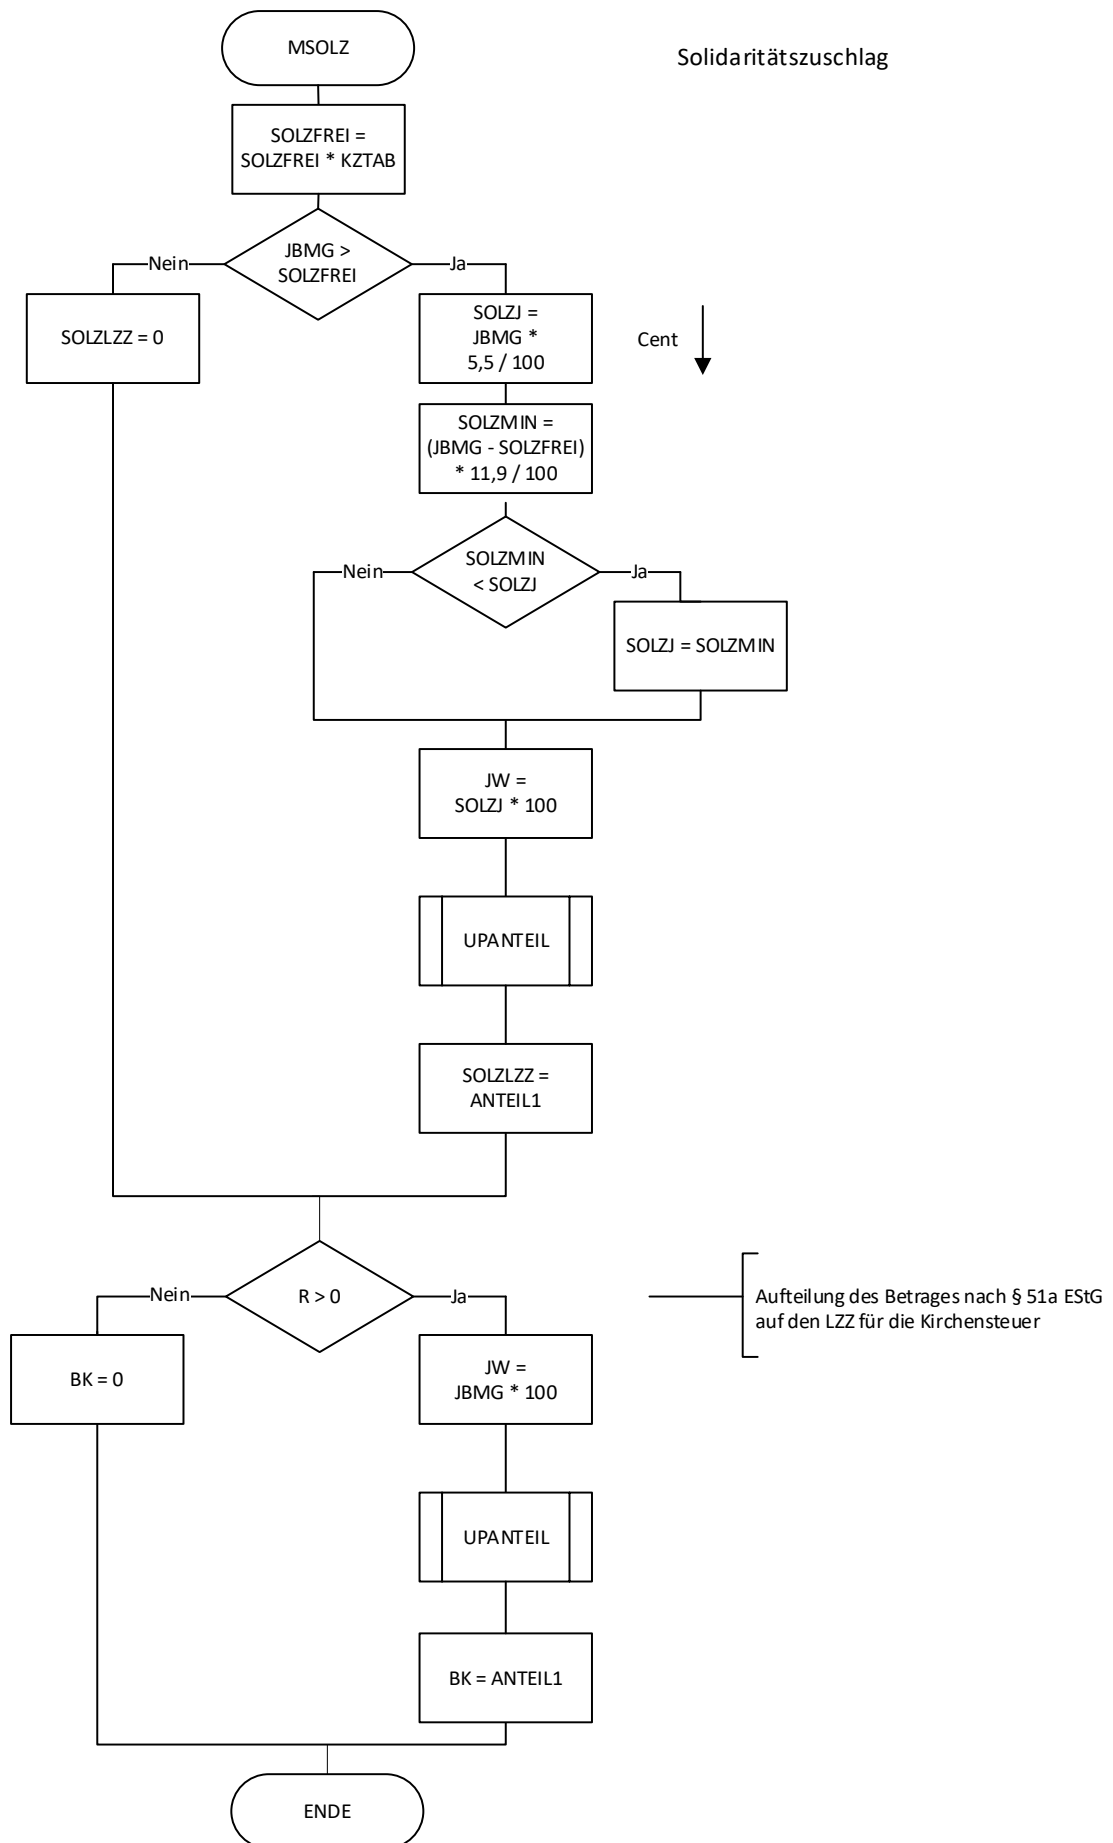 MSOLZ
Solidaritätszuschlag
SOLZFREI =
SOLZFREI * KZTAB
JBMG >
SOLZFREI
Nein
Ja
SOLZLZZ = 0
SOLZJ =
JBMG *
5,5 / 100
Cent
SOLZMIN =
(JBMG - SOLZFREI)
* 11,9 / 100
SOLZMIN
< SOLZJ
Nein
Ja
SOLZJ = SOLZMIN
JW =
SOLZJ * 100
UPANTEIL
SOLZLZZ =
ANTEIL1
R > 0
Nein
Ja
Aufteilung des Betrages nach § 51a EStG
auf den LZZ für die Kirchensteuer
BK = 0
JW =
JBMG * 100
UPANTEIL
BK = ANTEIL1
ENDE